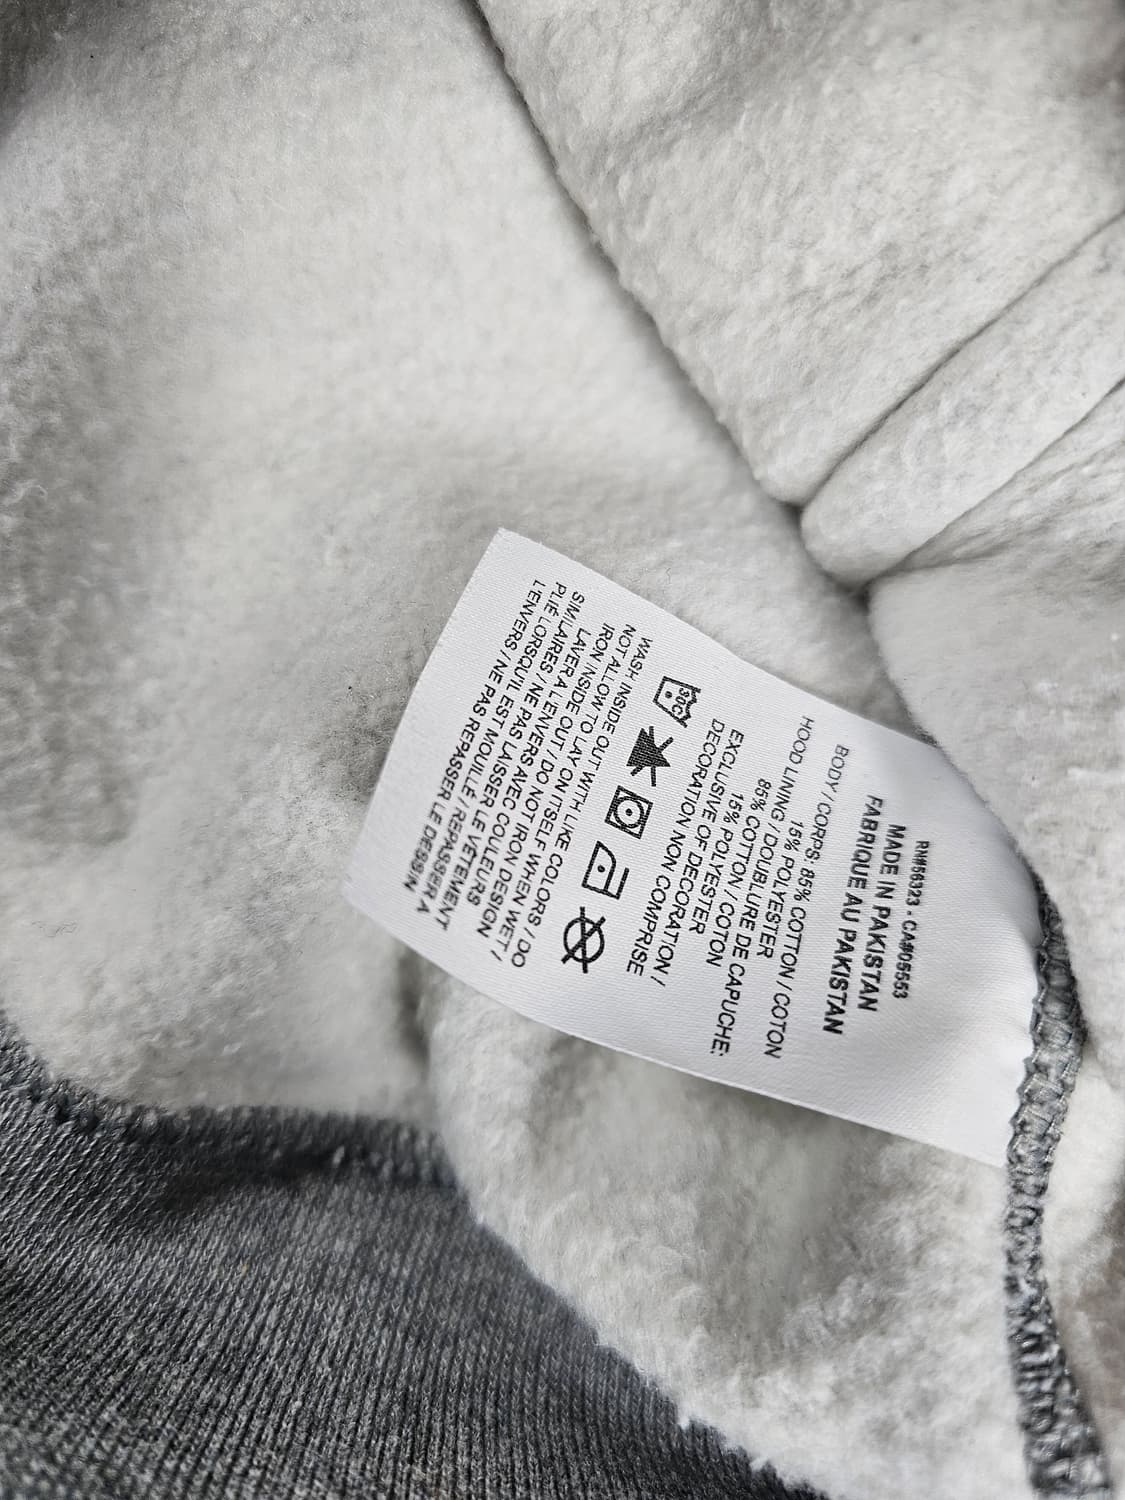 RN#56323 - CA#05553
MADE IN PAKISTAN
FABRIQUE AU PAKISTAN
BODY / CORPS: 85% COTTON / COTON
15% POLYESTER
HOOD LINING / DOUBLURE DE CAPUCHE:
85% COTTON / COTON
15% POLYESTER
EXCLUSIVE OF DECORATION /
DECORATION NON COMPRISE
30C
WASH INSIDE OUT WITH LIKE COLORS / DO
NOT ALLOW TO LAY ON ITSELF WHEN WET /
IRON INSIDE OUT / DO NOT IRON DESIGN
LAVER A L'ENVERS AVEC COULEURS
SIMILAIRES / NE PAS LAISSER LE VETEMENT
PLIÉ LORSQU'IL EST MOUILLE / REPASSER A
L'ENVERS / NE PAS REPASSER LE DESSIN